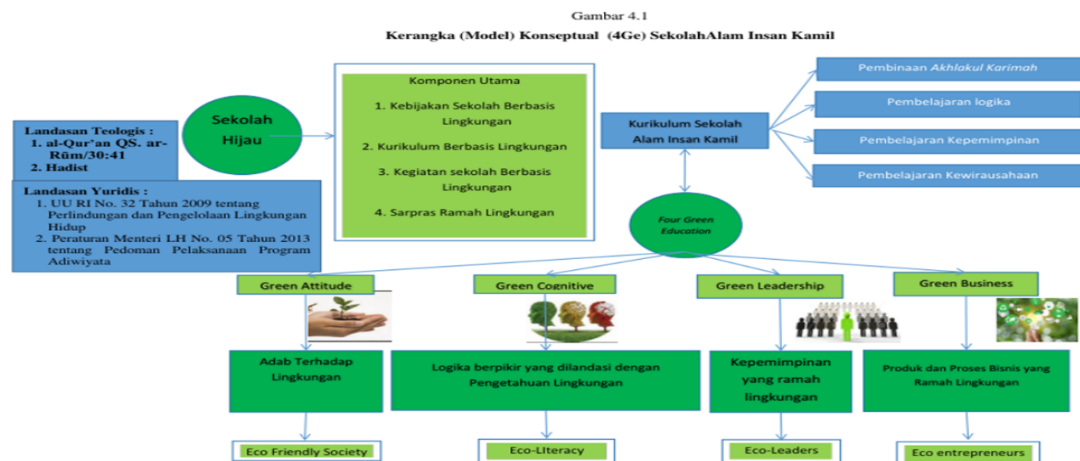 Gambar 4.1
Kerangka (Model) Konseptual (4Ge) SekolahAlam Insan Kamil
Landasan Teologis :
1. al-Qur'an QS. ar-
Rūm/30:41
2. Hadist
Landasan Yuridis :
1. UU RI No. 32 Tahun 2009 tentang
Perlindungan dan Pengelolaan Lingkungan
Hidup
2. Peraturan Menteri LH No. 05 Tahun 2013
tentang Pedoman Pelaksanaan Program
Adiwiyata
Sekolah
Hijau
Komponen Utama
1. Kebijakan Sekolah Berbasis
Lingkungan
2. Kurikulum Berbasis Lingkungan
3. Kegiatan sekolah Berbasis
Lingkungan
4. Sarpras Ramah Lingkungan
Kurikulum Sekolah
Alam Insan Kamil
Pembinaan Akhlakul Karimah
Pembelajaran logika
Pembelajaran Kepemimpinan
Pembelajaran Kewirausahaan
Four Green
Education
Green Attitude
Green Cognitive
Green Leadership
Green Business
Adab Terhadap
Lingkungan
Logika berpikir yang dilandasi dengan
Pengetahuan Lingkungan
Kepemimpinan
yang ramah
lingkungan
Produk dan Proses Bisnis yang
Ramah Lingkungan
Eco Friendly Society
Eco-LIteracy
Eco-Leaders
Eco entrepreneurs